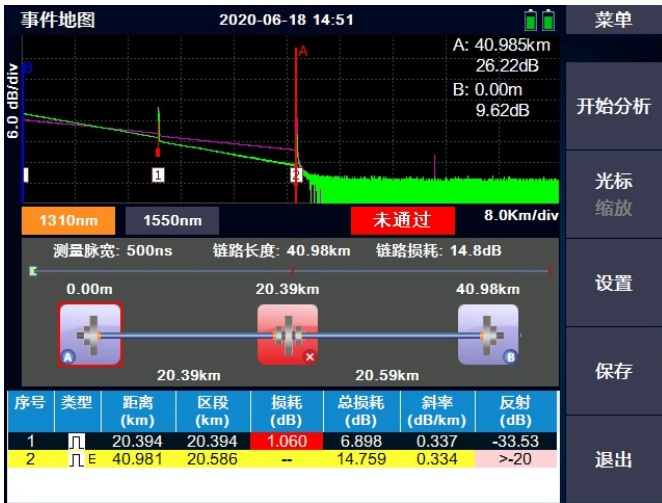 事件地图 2020-06-18 14:51 菜单
A: 40.985km
26.22dB
B: 0.00m
9.62dB
A
B
6.0 dB/div
1 2
1310nm 1550nm 未通过 8.0Km/div
测量脉宽: 500ns 链路长度: 40.98km 链路损耗: 14.8dB
0.00m 20.39km 40.98km
A B
20.39km 20.59km
序号 类型 距离 (km) 区段 (km) 损耗 (dB) 总损耗 (dB) 斜率 (dB/km) 反射 (dB)
1 20.394 20.394 1.060 6.898 0.337 -33.53
2 E 40.981 20.586 -- 14.759 0.334 >-20
开始分析
光标
缩放
设置
保存
退出